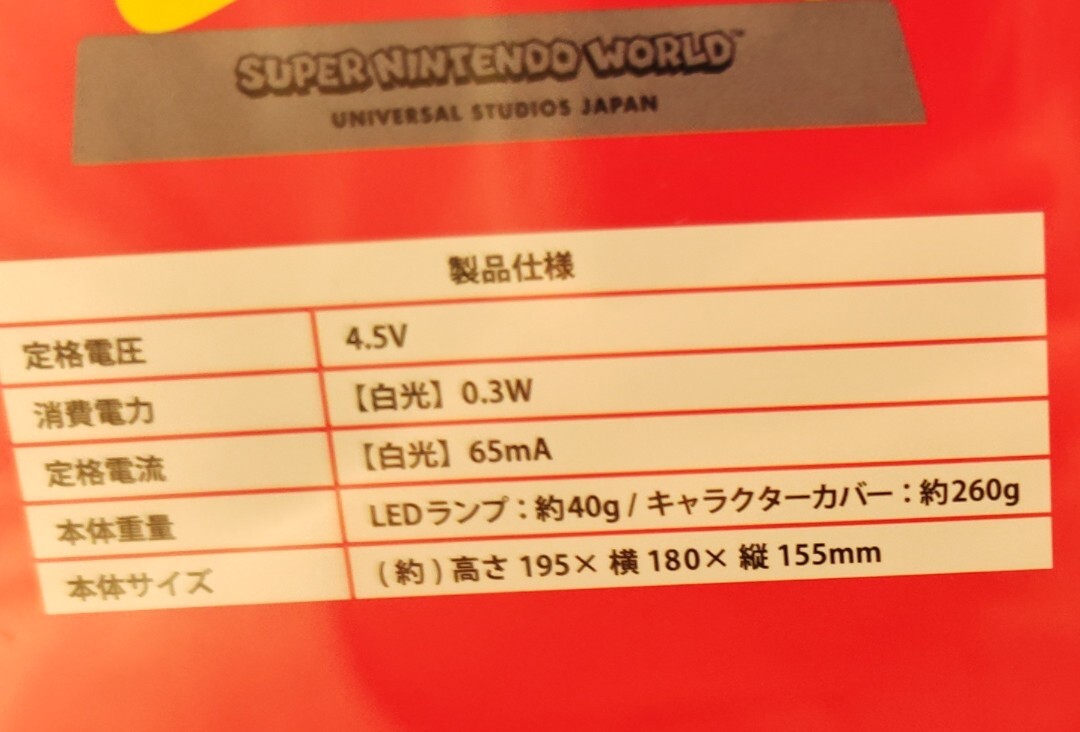 SUPER NINTENDO WORLD™
UNIVERSAL STUDIOS JAPAN
製品仕様
定格電圧 4.5V
消費電力 【白光】0.3W
定格電流 【白光】65mA
本体重量 LEDランプ：約40g / キャラクターカバー：約260g
本体サイズ (約) 高さ 195× 横 180× 縦 155mm